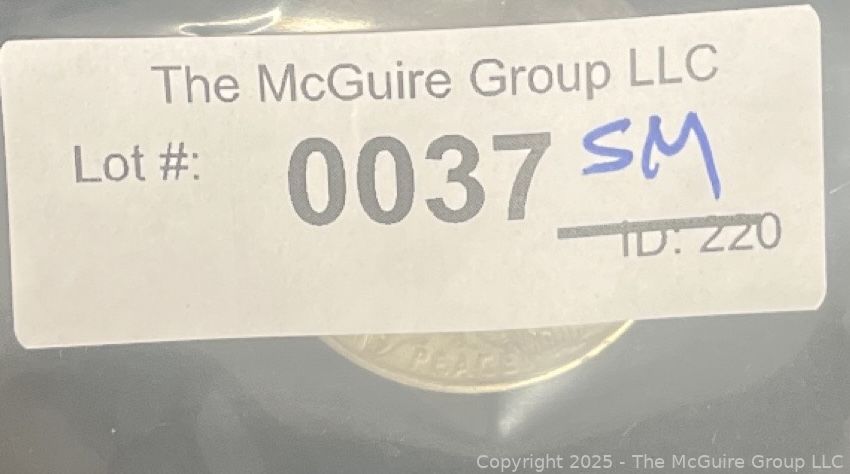 The McGuire Group LLC
Lot #: 0037 SM
ID: 220
PEACE
Copyright 2025 - The McGuire Group LLC